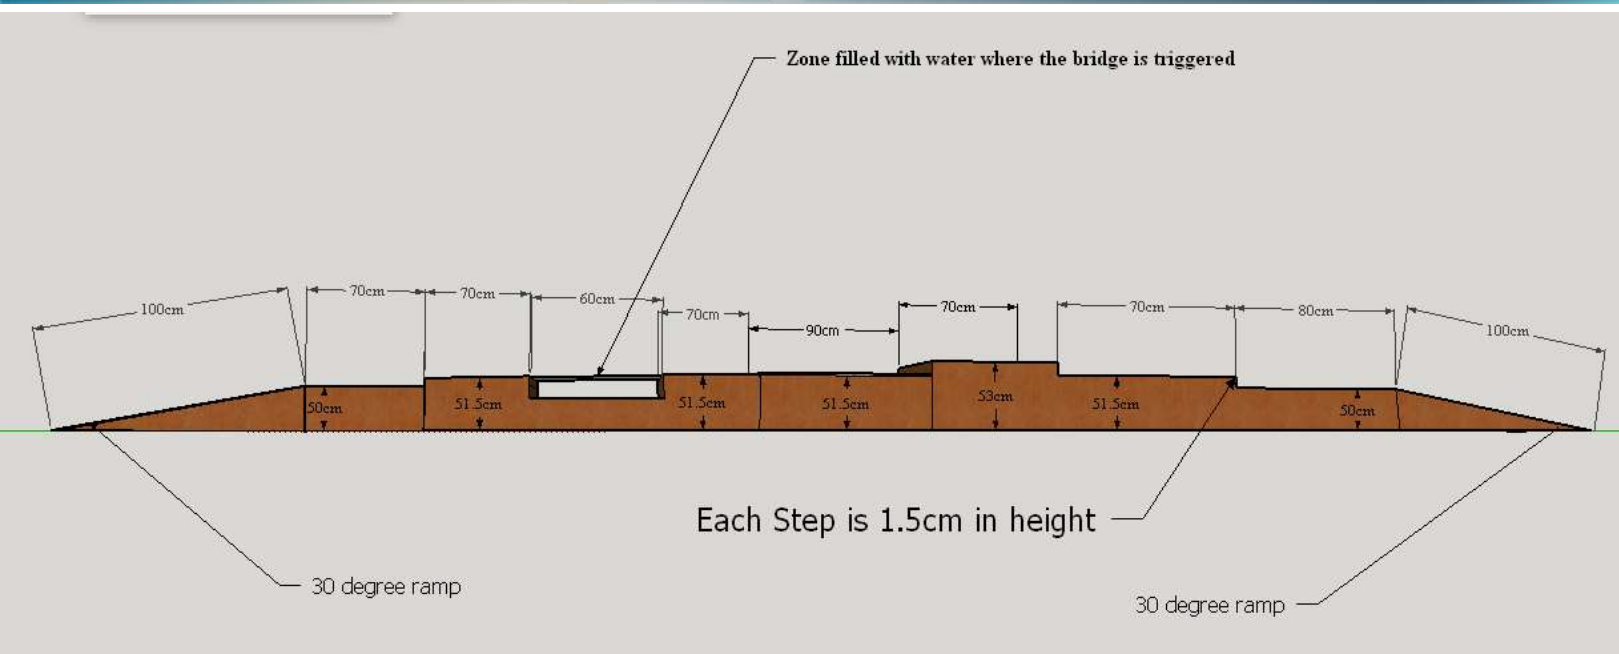 Zone filled with water where the bridge is triggered
100cm
70cm
70cm
60cm
70cm
90cm
70cm
70cm
80cm
100cm
50cm
51.5cm
51.5cm
51.5cm
53cm
51.5cm
50cm
Each Step is 1.5cm in height
30 degree ramp
30 degree ramp